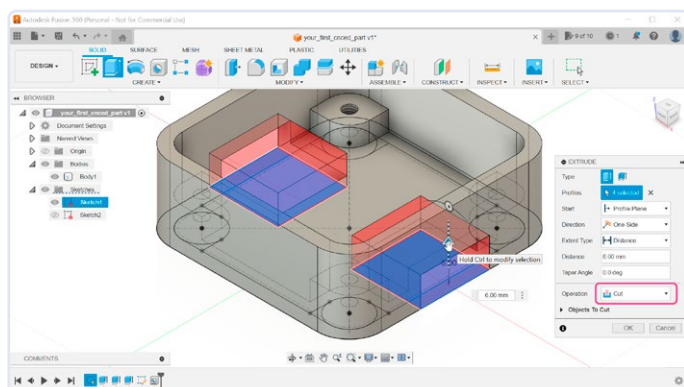 Autodesk Fusion 360 (Personal - Not for Commercial Use)
your_first_cnced_part v1*
9 of 10
1
SOLID
SURFACE
MESH
SHEET METAL
PLASTIC
UTILITIES
DESIGN
CREATE
MODIFY
ASSEMBLE
CONSTRUCT
INSPECT
INSERT
SELECT
BROWSER
your_first_cnced_part v1
Document Settings
Named Views
Origin
Bodies
Body1
Sketches
Sketch1
Sketch2
EXTRUDE
Type
Profiles
4 selected
Start
Profile Plane
Direction
One Side
Extent Type
Distance
Distance
6.00 mm
Taper Angle
0.0 deg
Operation
Cut
Objects To Cut
OK
Cancel
Hold Ctrl to modify selection
6.00 mm
COMMENTS